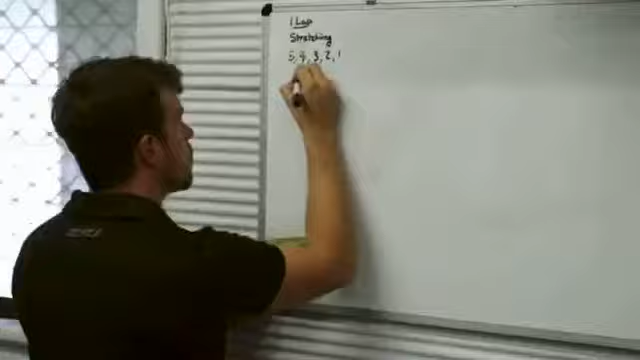 1 Lap
Stretching
5, 4, 3, 2, 1